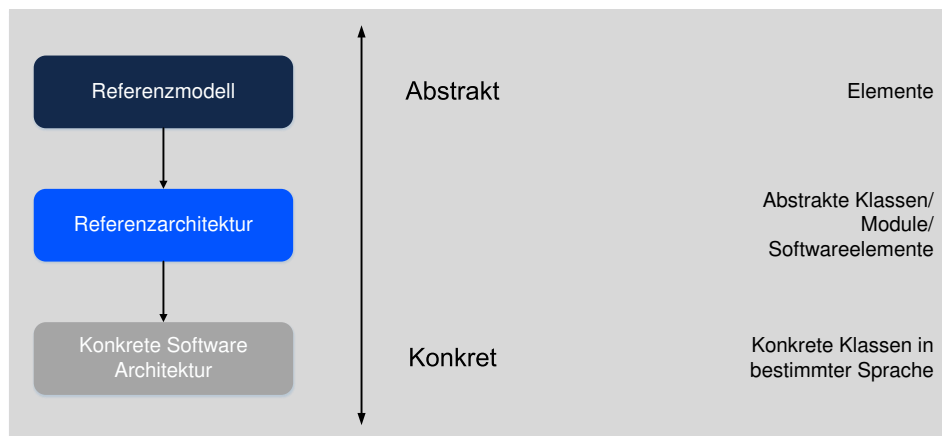 Referenzmodell
Abstrakt
Elemente
Referenzarchitektur
Abstrakte Klassen/
Module/
Softwareelemente
Konkrete Software
Architektur
Konkret
Konkrete Klassen in
bestimmter Sprache